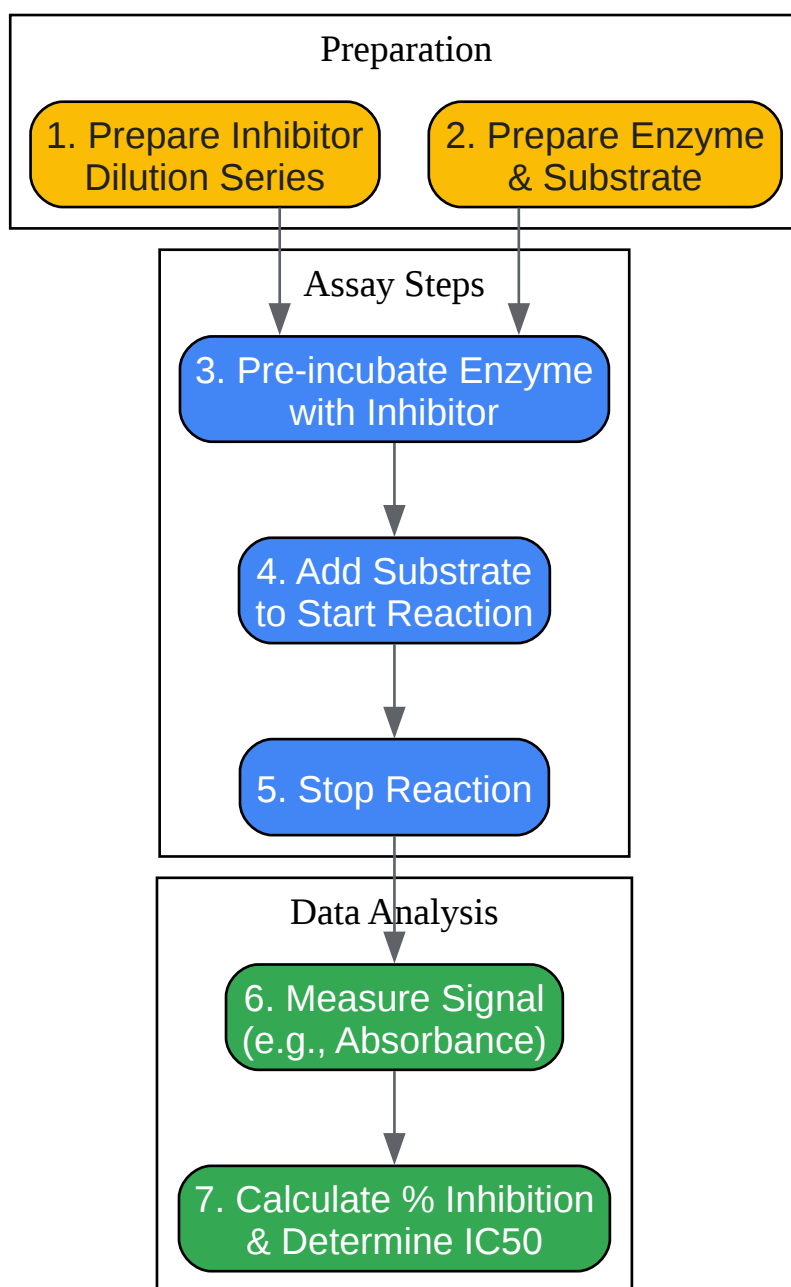 Preparation
1. Prepare Inhibitor
Dilution Series
2. Prepare Enzyme
& Substrate
Assay Steps
3. Pre-incubate Enzyme
with Inhibitor
4. Add Substrate
to Start Reaction
5. Stop Reaction
Data Analysis
6. Measure Signal
(e.g., Absorbance)
7. Calculate % Inhibition
& Determine IC50